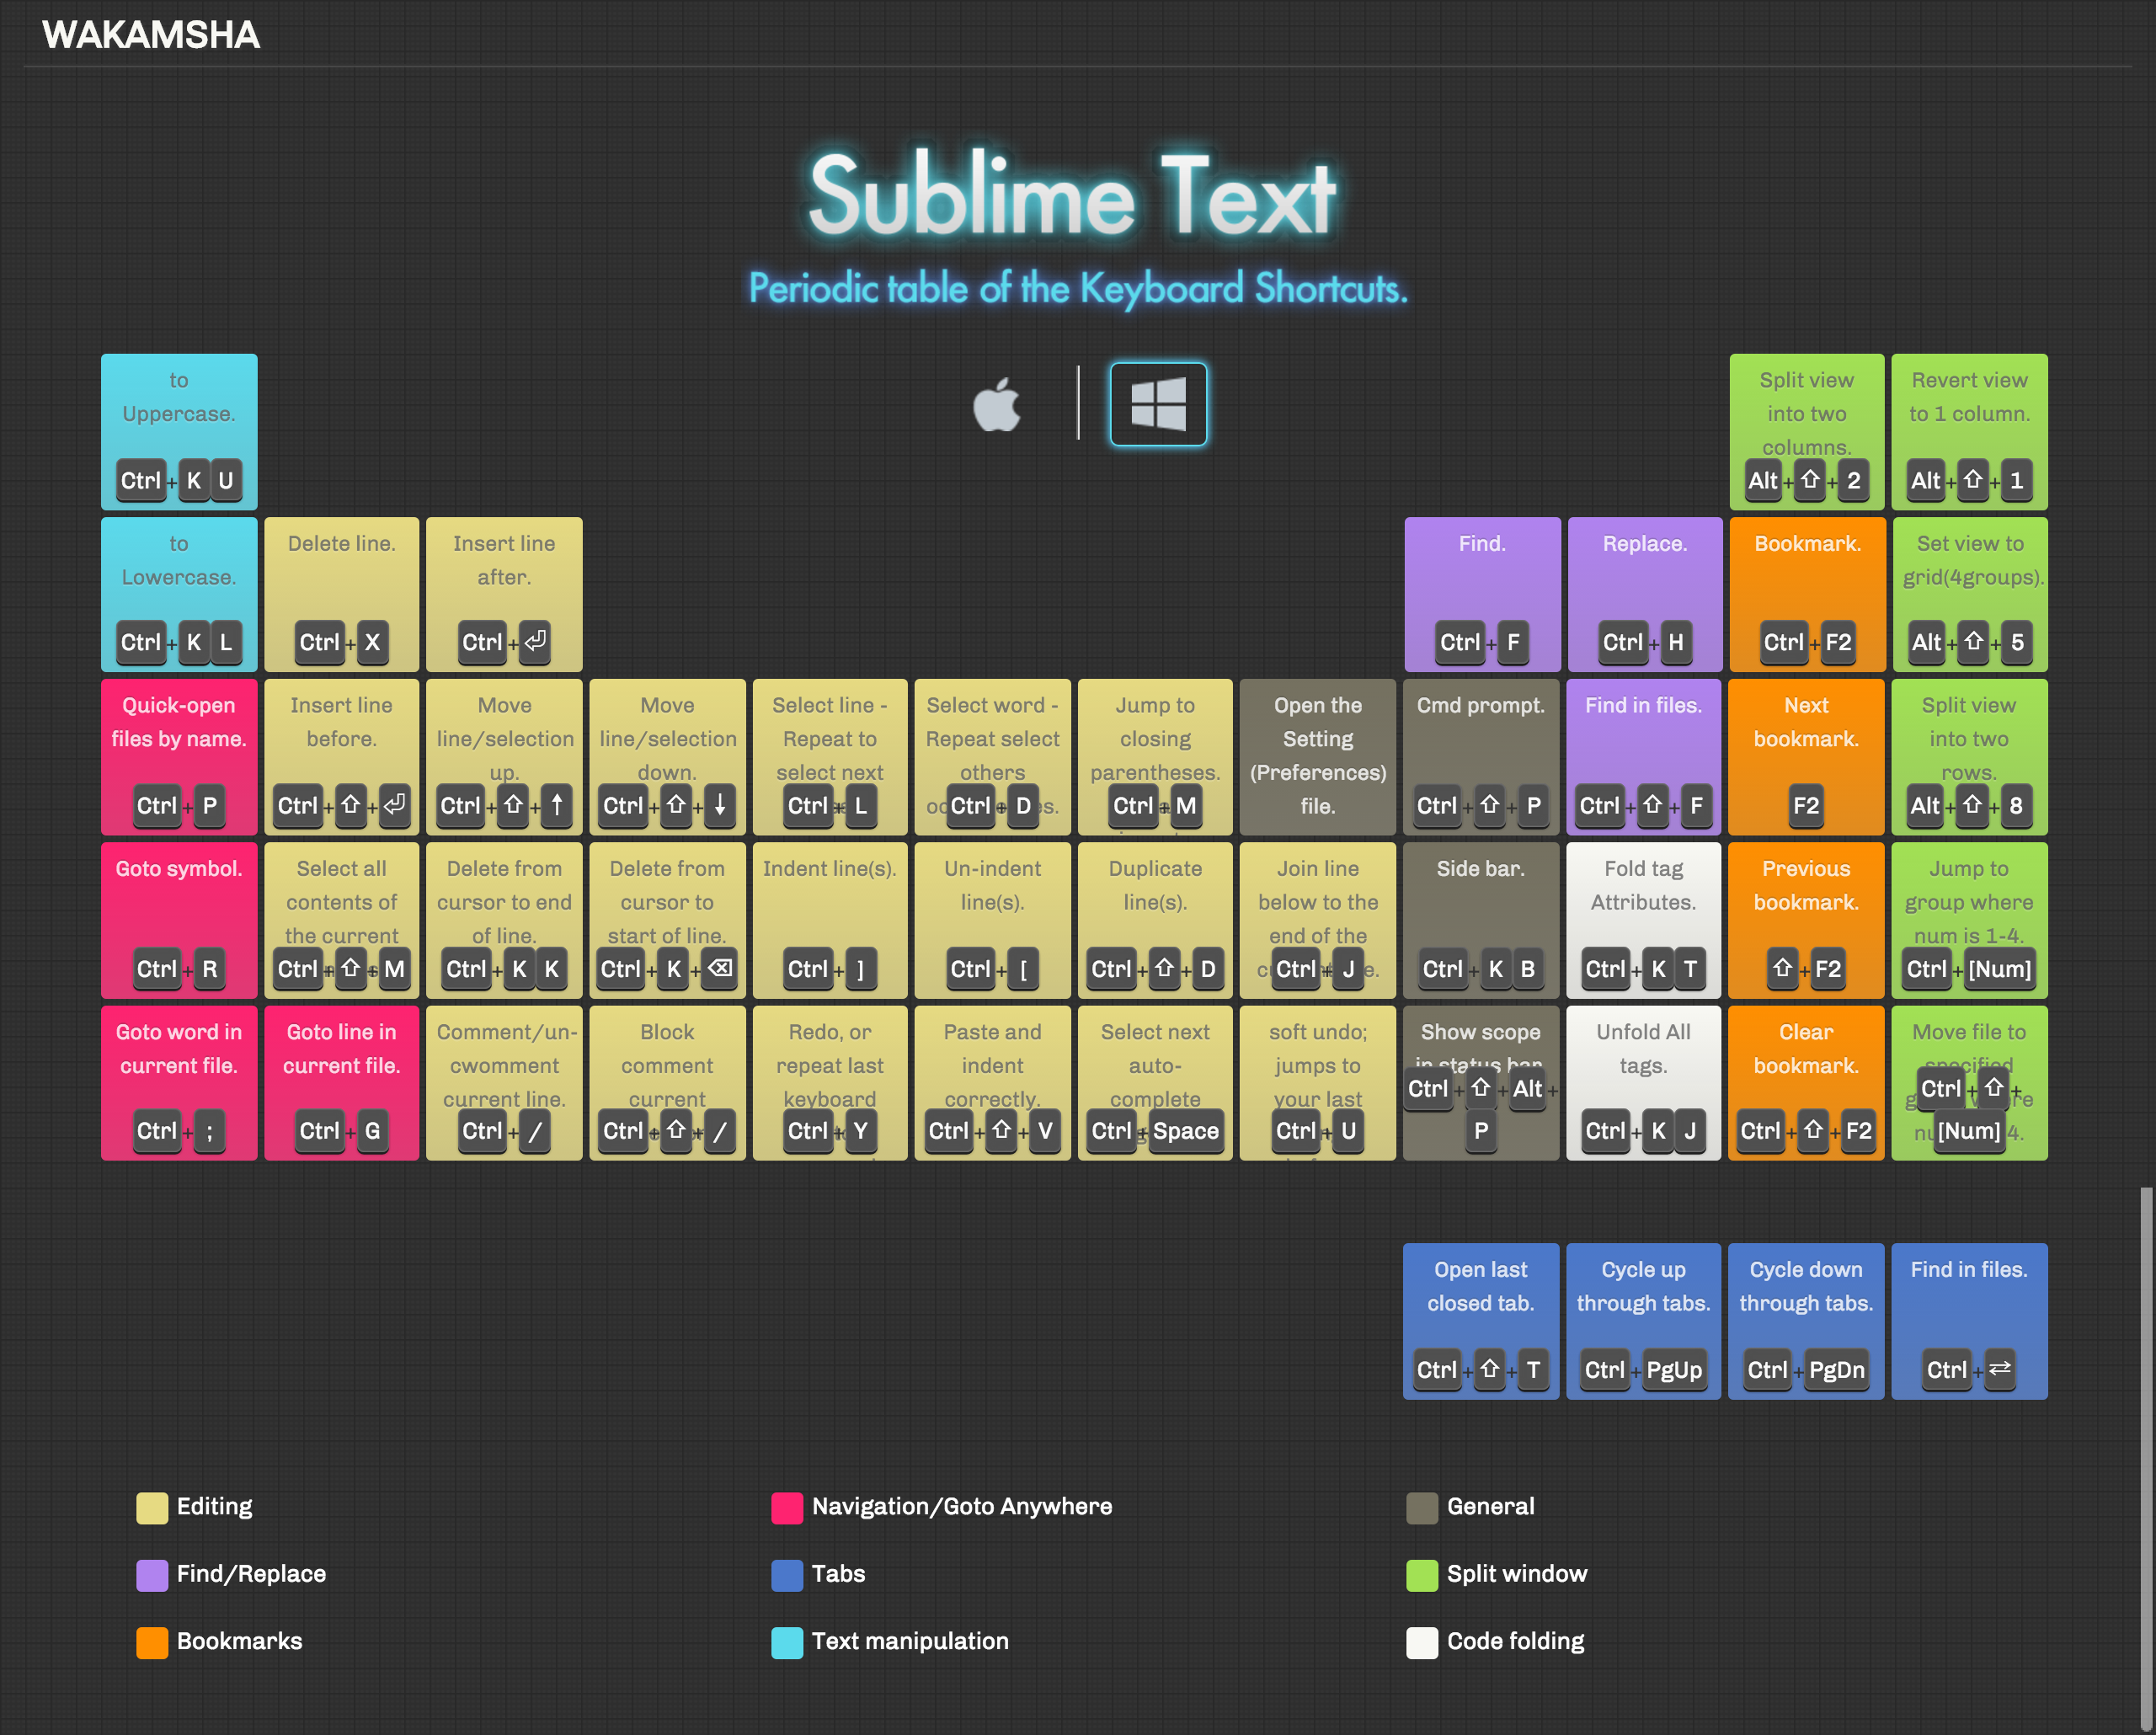 WAKAMSHA
Sublime Text
Periodic table of the Keyboard Shortcuts.
to
Uppercase.
Ctrl + K U
Split view
into two
columns.
Alt + ⇧ + 2
Revert view
to 1 column.
Alt + ⇧ + 1
to
Lowercase.
Ctrl + K L
Delete line.
Ctrl + X
Insert line
after.
Ctrl + ⏎
Find.
Ctrl + F
Replace.
Ctrl + H
Bookmark.
Ctrl + F2
Set view to
grid(4groups).
Alt + ⇧ + 5
Quick-open
files by name.
Ctrl + P
Insert line
before.
Ctrl + ⇧ + ⏎
Move
line/selection
up.
Ctrl + ⇧ + ↑
Move
line/selection
down.
Ctrl + ⇧ + ↓
Select line -
Repeat to
select next
Ctrl + L
Select word -
Repeat select
others
Ctrl + D
Jump to
closing
parentheses.
Ctrl + M
Open the
Setting
(Preferences)
file.
Cmd prompt.
Ctrl + ⇧ + P
Find in files.
Ctrl + ⇧ + F
Next
bookmark.
F2
Split view
into two
rows.
Alt + ⇧ + 8
Goto symbol.
Ctrl + R
Select all
contents of
the current
Ctrl + ⇧ + M
Delete from
cursor to end
of line.
Ctrl + K K
Delete from
cursor to
start of line.
Ctrl + K + ⌫
Indent line(s).
Ctrl + ]
Un-indent
line(s).
Ctrl + [
Duplicate
line(s).
Ctrl + ⇧ + D
Join line
below to the
end of the
Ctrl + J
Side bar.
Ctrl + K B
Fold tag
Attributes.
Ctrl + K T
Previous
bookmark.
⇧ + F2
Jump to
group where
num is 1-4.
Ctrl + [Num]
Goto word in
current file.
Ctrl + ;
Goto line in
current file.
Ctrl + G
Comment/un-
cwomment
current line.
Ctrl + /
Block
comment
current
Ctrl + ⇧ + /
Redo, or
repeat last
keyboard
Ctrl + Y
Paste and
indent
correctly.
Ctrl + ⇧ + V
Select next
auto-
complete
Ctrl + Space
soft undo;
jumps to
your last
Ctrl + U
Show scope
in status bar
Ctrl + ⇧ + Alt +
P
Unfold All
tags.
Ctrl + K J
Clear
bookmark.
Ctrl + ⇧ + F2
Move file to
specified
Ctrl + ⇧ +
[Num] 4.
Open last
closed tab.
Ctrl + ⇧ + T
Cycle up
through tabs.
Ctrl + PgUp
Cycle down
through tabs.
Ctrl + PgDn
Find in files.
Ctrl + ⇄
Editing
Navigation/Goto Anywhere
General
Find/Replace
Tabs
Split window
Bookmarks
Text manipulation
Code folding